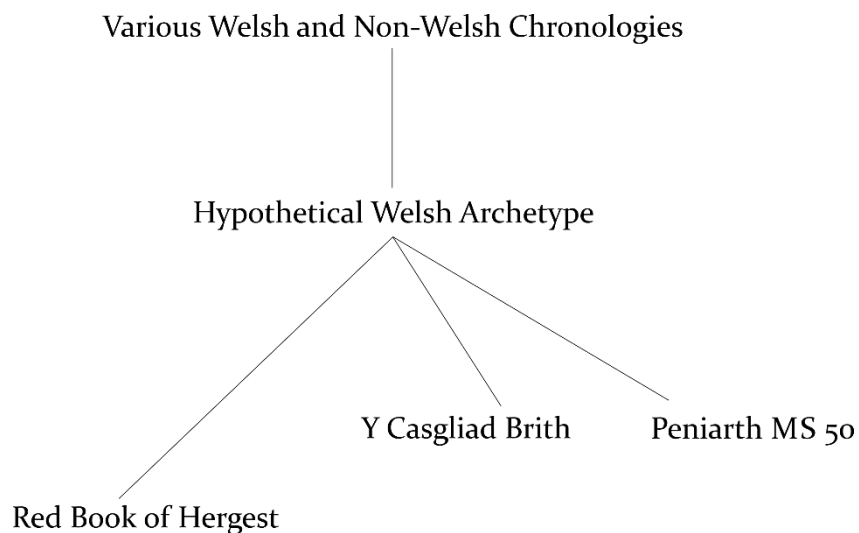 Various Welsh and Non-Welsh Chronologies
Hypothetical Welsh Archetype
Y Casgliad Brith
Peniarth MS 50
Red Book of Hergest